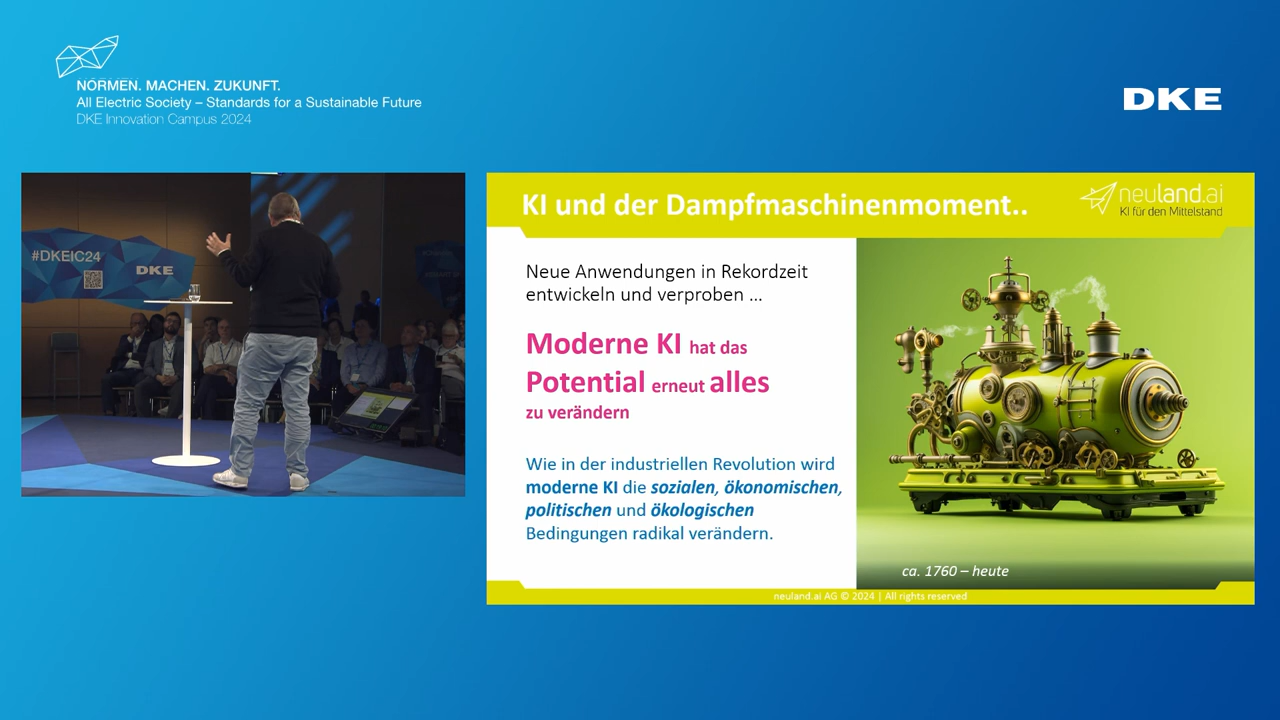 NORMEN. MACHEN. ZUKUNFT.
All Electric Society – Standards for a Sustainable Future
DKE Innovation Campus 2024
DKE
#DKEIC24
DKE
KI und der Dampfmaschinenmoment..
neuland.ai
KI für den Mittelstand
Neue Anwendungen in Rekordzeit
entwickeln und verproben ...
Moderne KI hat das
Potential erneut alles
zu verändern
Wie in der industriellen Revolution wird
moderne KI die sozialen, ökonomischen,
politischen und ökologischen
Bedingungen radikal verändern.
ca. 1760 – heute
neuland.ai AG © 2024 | All rights reserved